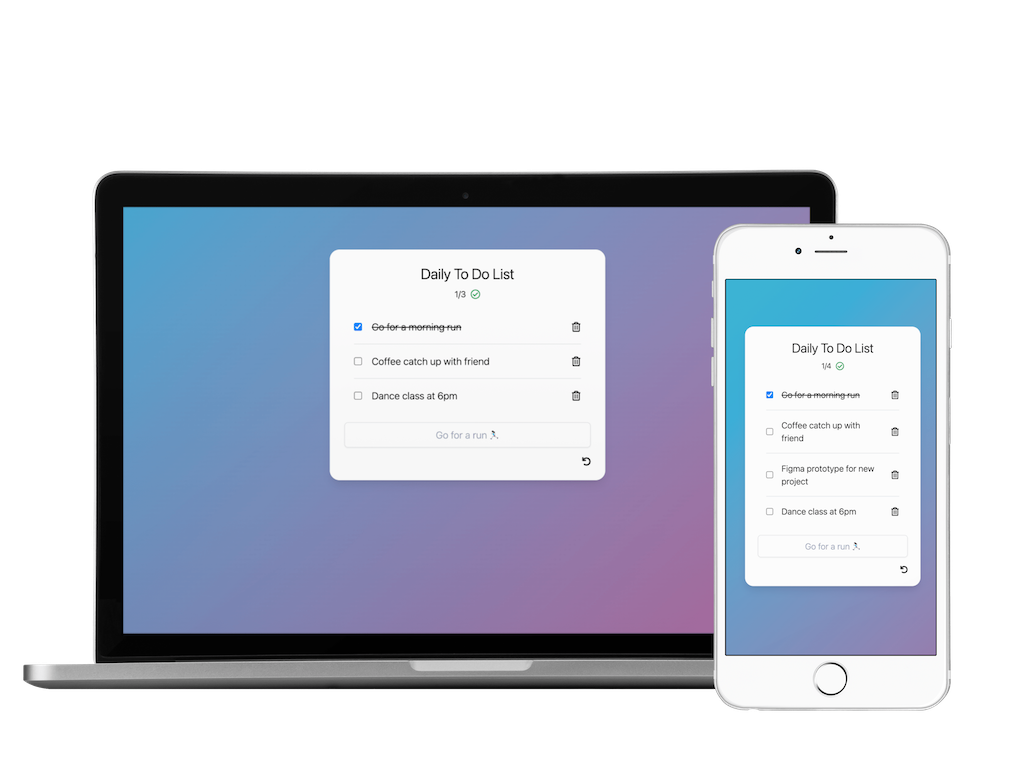 Daily To Do List
1/3
Go for a morning run
Coffee catch up with friend
Dance class at 6pm
Go for a run
Daily To Do List
1/4
Go for a morning run
Coffee catch up with
friend
Figma prototype for new
project
Dance class at 6pm
Go for a run